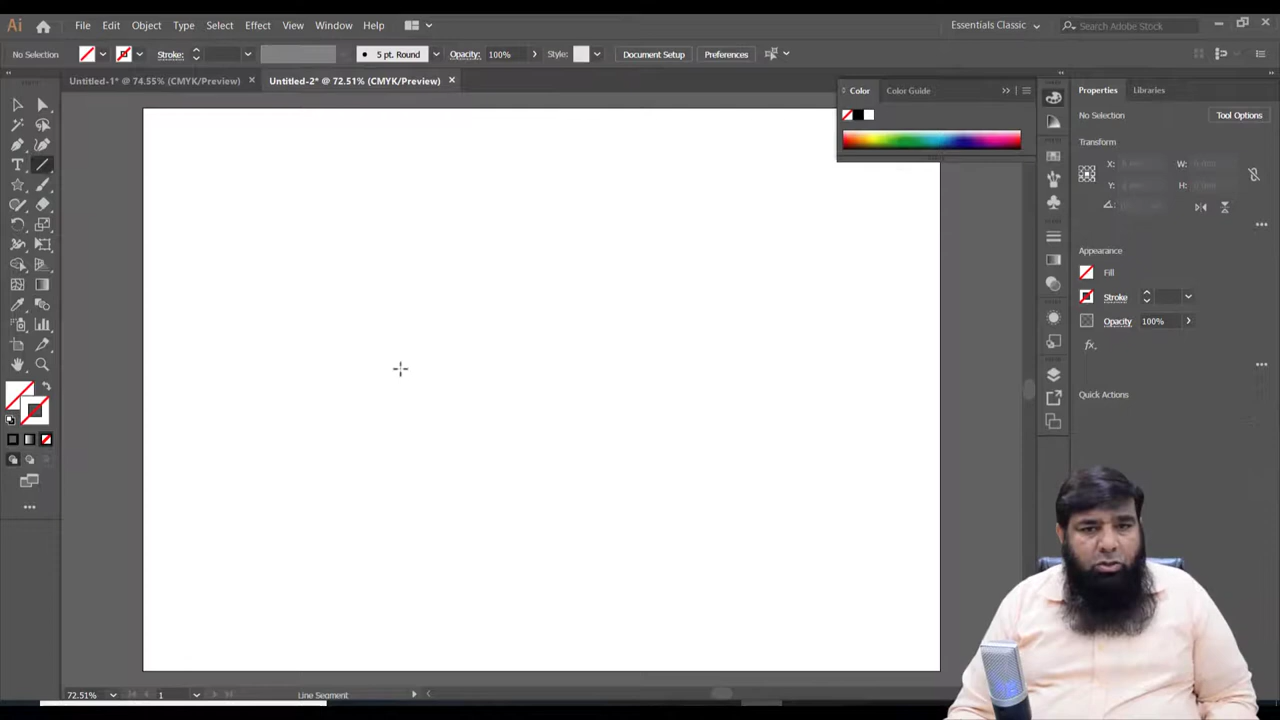 Ai File Edit Object Type Select Effect View Window Help Essentials Classic Search Adobe Stock
No Selection Stroke: 5 pt. Round Opacity: 100% Style: Document Setup Preferences
Untitled-1* @ 74.55% (CMYK/Preview) Untitled-2* @ 72.51% (CMYK/Preview)
Color Color Guide
Properties Libraries
No Selection Tool Options
Transform
X: W:
Y: H:
Appearance
Fill
Stroke
Opacity 100%
fx
Quick Actions
72.51% 1 Line Segment